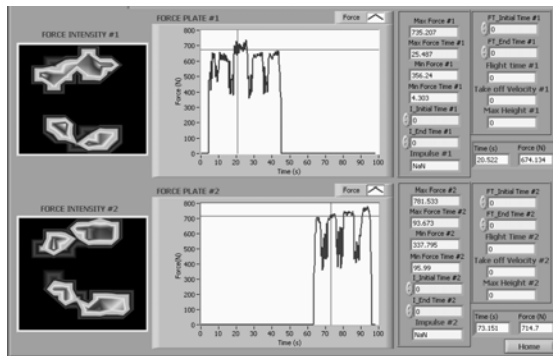 FORCE INTENSITY #1
FORCE PLATE #1
Force
Force (N)
800
700
600
500
400
300
200
100
0
0 10 20 30 40 50 60 70 80 90 100
Time (s)
Max Force #1
735.207
Max Force Time #1
25.487
Min Force #1
356.24
Min Force Time #1
4.303
I_Initial Time #1
0
I_End Time #1
0
Impulse #1
NaN
FT_Initial Time #1
0
FT_End Time #1
0
Flight time #1
0
Take off Velocity #1
0
Max Height #1
0
Time (s) Force (N)
20.522 674.134
FORCE INTENSITY #2
FORCE PLATE #2
Force
Force(N)
800
700
600
500
400
300
200
100
0
0 10 20 30 40 50 60 70 80 90 100
Time (s)
Max Force #2
781.533
Max Force Time #2
93.673
Min Force #2
337.795
Min Force Time #2
95.99
I_Initial Time #2
0
I_End Time #2
0
Impulse #2
NaN
FT_Initial Time #2
0
FT_End Time #2
0
Flight Time #2
0
Take off Velocity #2
0
Max Height #2
0
Time (s) Force (N)
73.151 714.7
Home